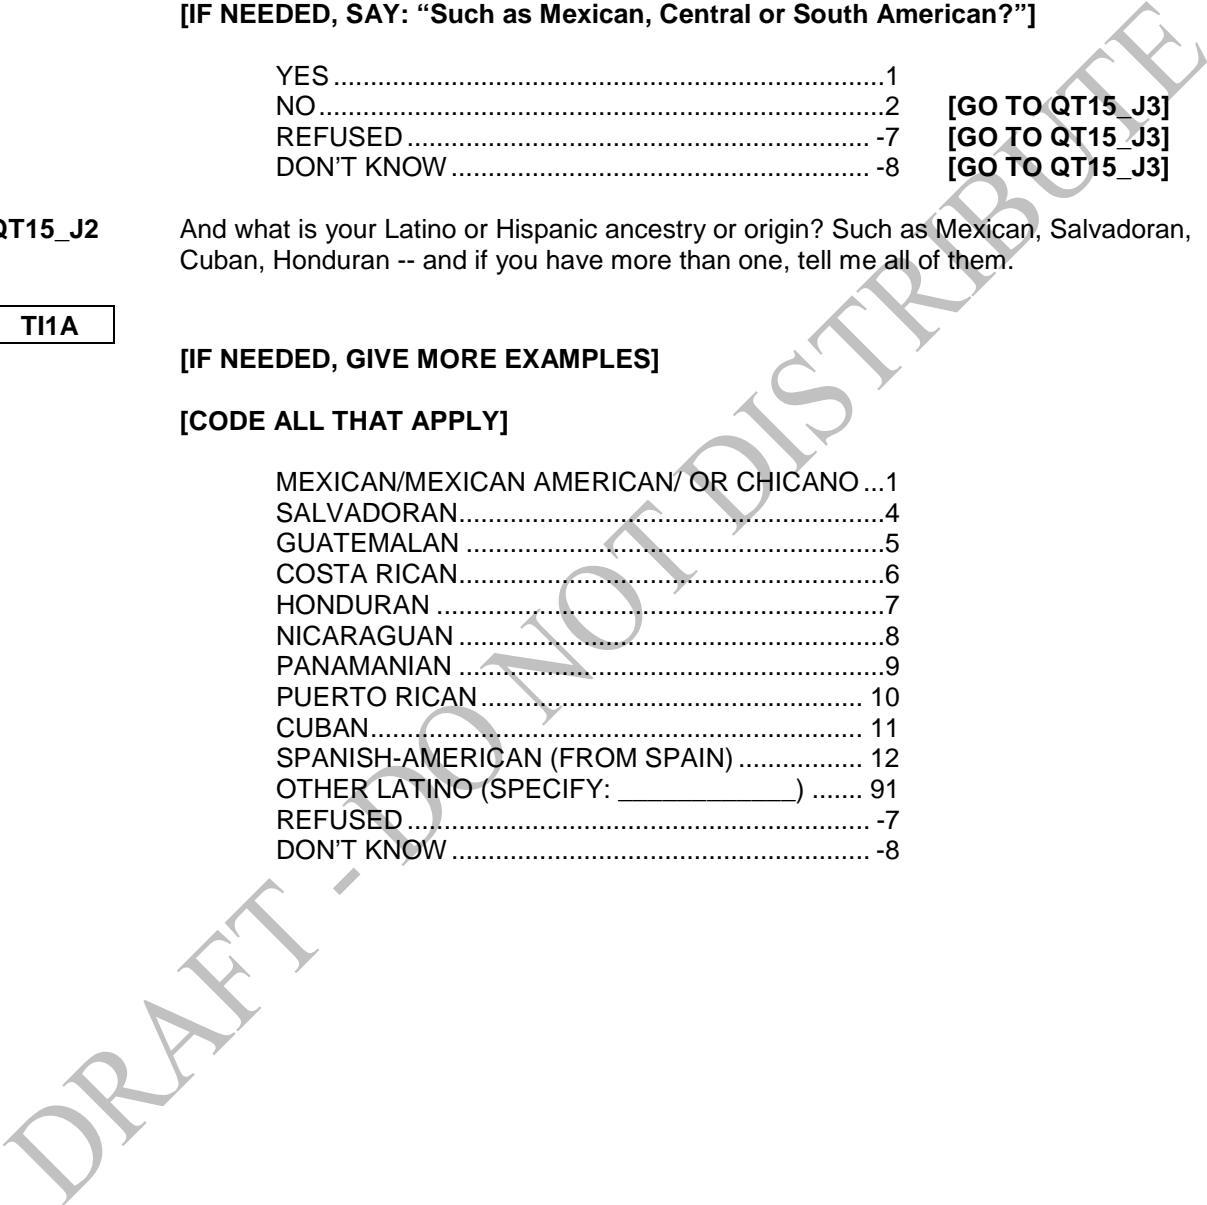 [IF NEEDED, SAY: “Such as Mexican, Central or South American?”]
YES..........................................................................1
NO............................................................................2 [GO TO QT15_J3]
REFUSED.............................................................. -7 [GO TO QT15_J3]
DON’T KNOW........................................................ -8 [GO TO QT15_J3]
QT15_J2 And what is your Latino or Hispanic ancestry or origin? Such as Mexican, Salvadoran,
Cuban, Honduran -- and if you have more than one, tell me all of them.
TI1A
[IF NEEDED, GIVE MORE EXAMPLES]
[CODE ALL THAT APPLY]
MEXICAN/MEXICAN AMERICAN/ OR CHICANO...1
SALVADORAN.........................................................4
GUATEMALAN ........................................................5
COSTA RICAN.........................................................6
HONDURAN ............................................................7
NICARAGUAN.........................................................8
PANAMANIAN.........................................................9
PUERTO RICAN................................................... 10
CUBAN.................................................................. 11
SPANISH-AMERICAN (FROM SPAIN)................. 12
OTHER LATINO (SPECIFY: ____________) ....... 91
REFUSED.............................................................. -7
DON’T KNOW........................................................ -8
DRAFT - DO NOT DISTRIBUTE